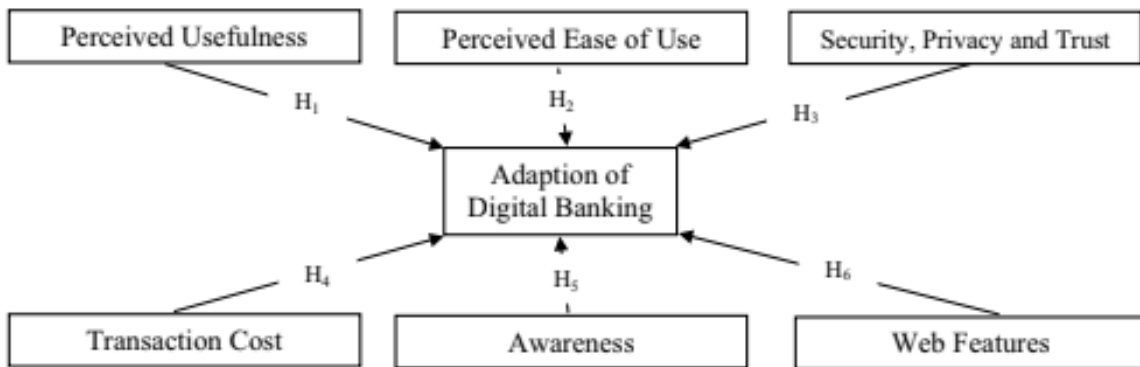 Perceived Usefulness
Perceived Ease of Use
Security, Privacy and Trust
H₁
H₂
H₃
Adaption of
Digital Banking
H₄
H₅
H₆
Transaction Cost
Awareness
Web Features